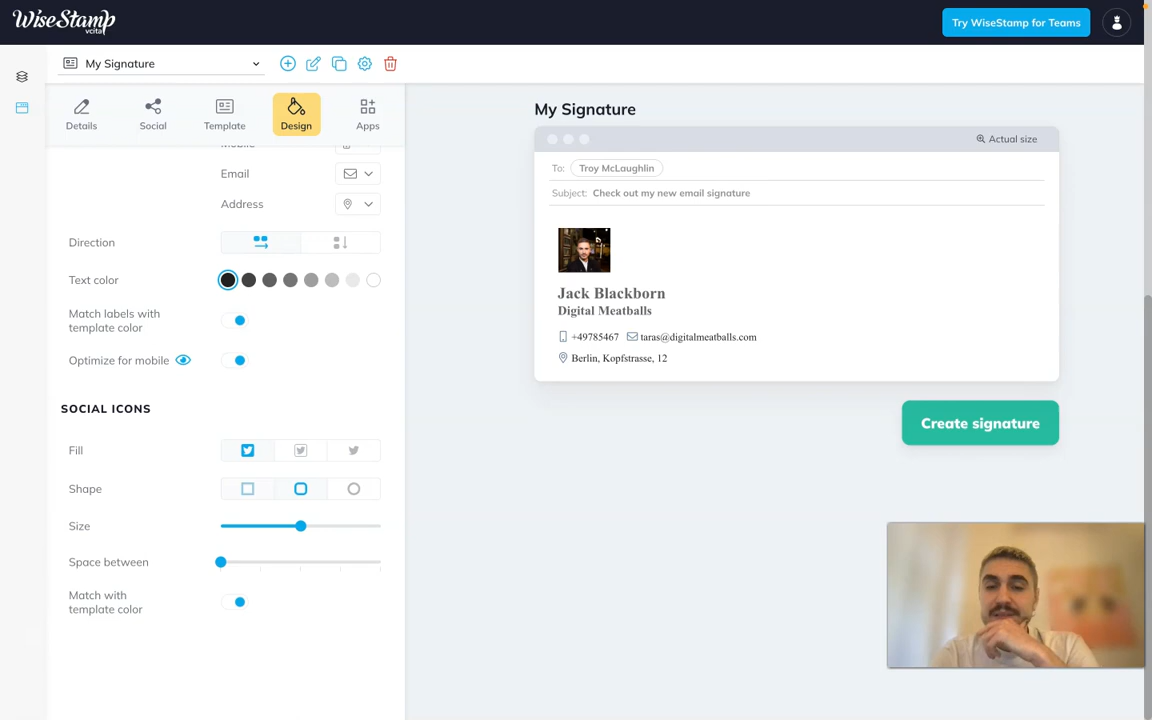 WiseStamp
vcita
Try WiseStamp for Teams
My Signature
Details
Social
Template
Design
Apps
Mobile
Email
Address
Direction
Text color
Match labels with
template color
Optimize for mobile
SOCIAL ICONS
Fill
Shape
Size
Space between
Match with
template color
My Signature
Actual size
To: Troy McLaughlin
Subject: Check out my new email signature
Jack Blackborn
Digital Meatballs
+49785467 taras@digitalmeatballs.com
Berlin, Kopfstrasse, 12
Create signature